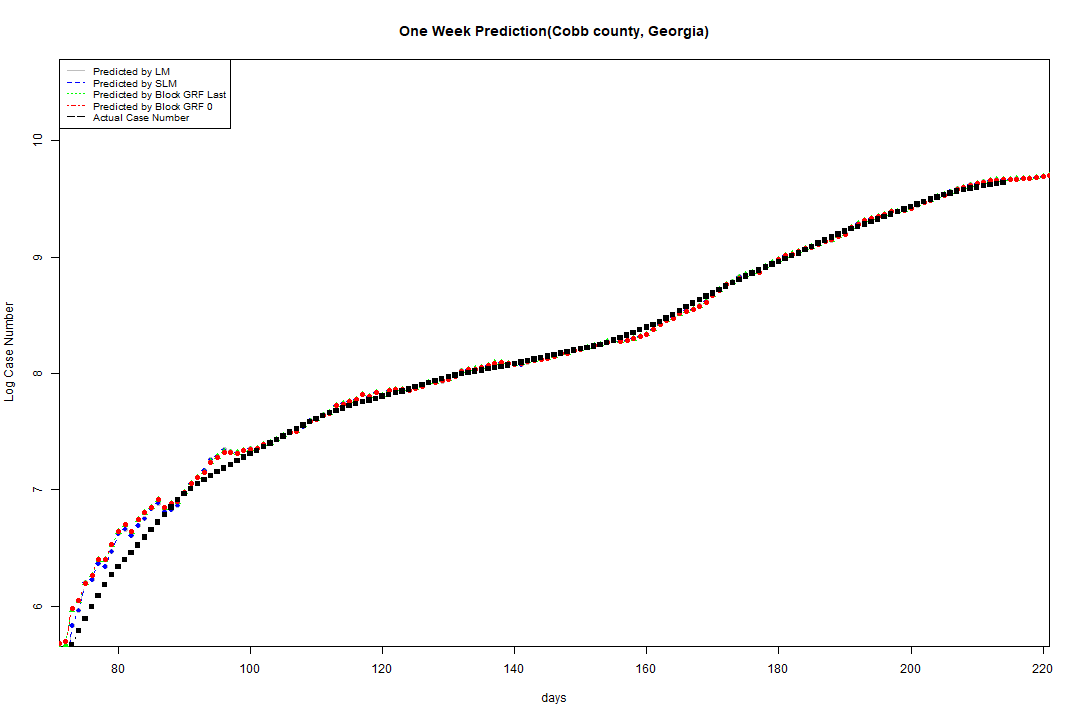 One Week Prediction(Cobb county, Georgia)
Predicted by LM
Predicted by SLM
Predicted by Block GRF Last
Predicted by Block GRF 0
Actual Case Number
10
9
8
7
6
Log Case Number
80 100 120 140 160 180 200 220
days